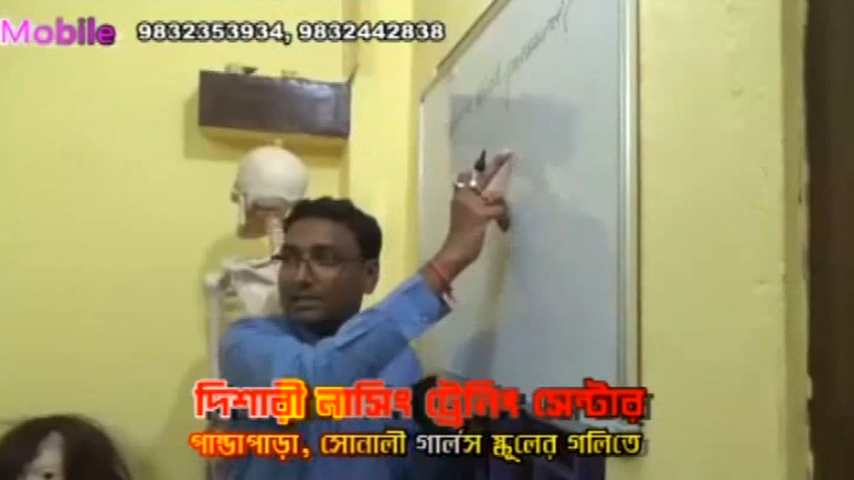 Mobile 9832353934, 9832442838
দিশারী নার্সিং ট্রেনিং সেন্টার
পান্ডাপাড়া, সোনালী গার্লস স্কুলের গলিতে